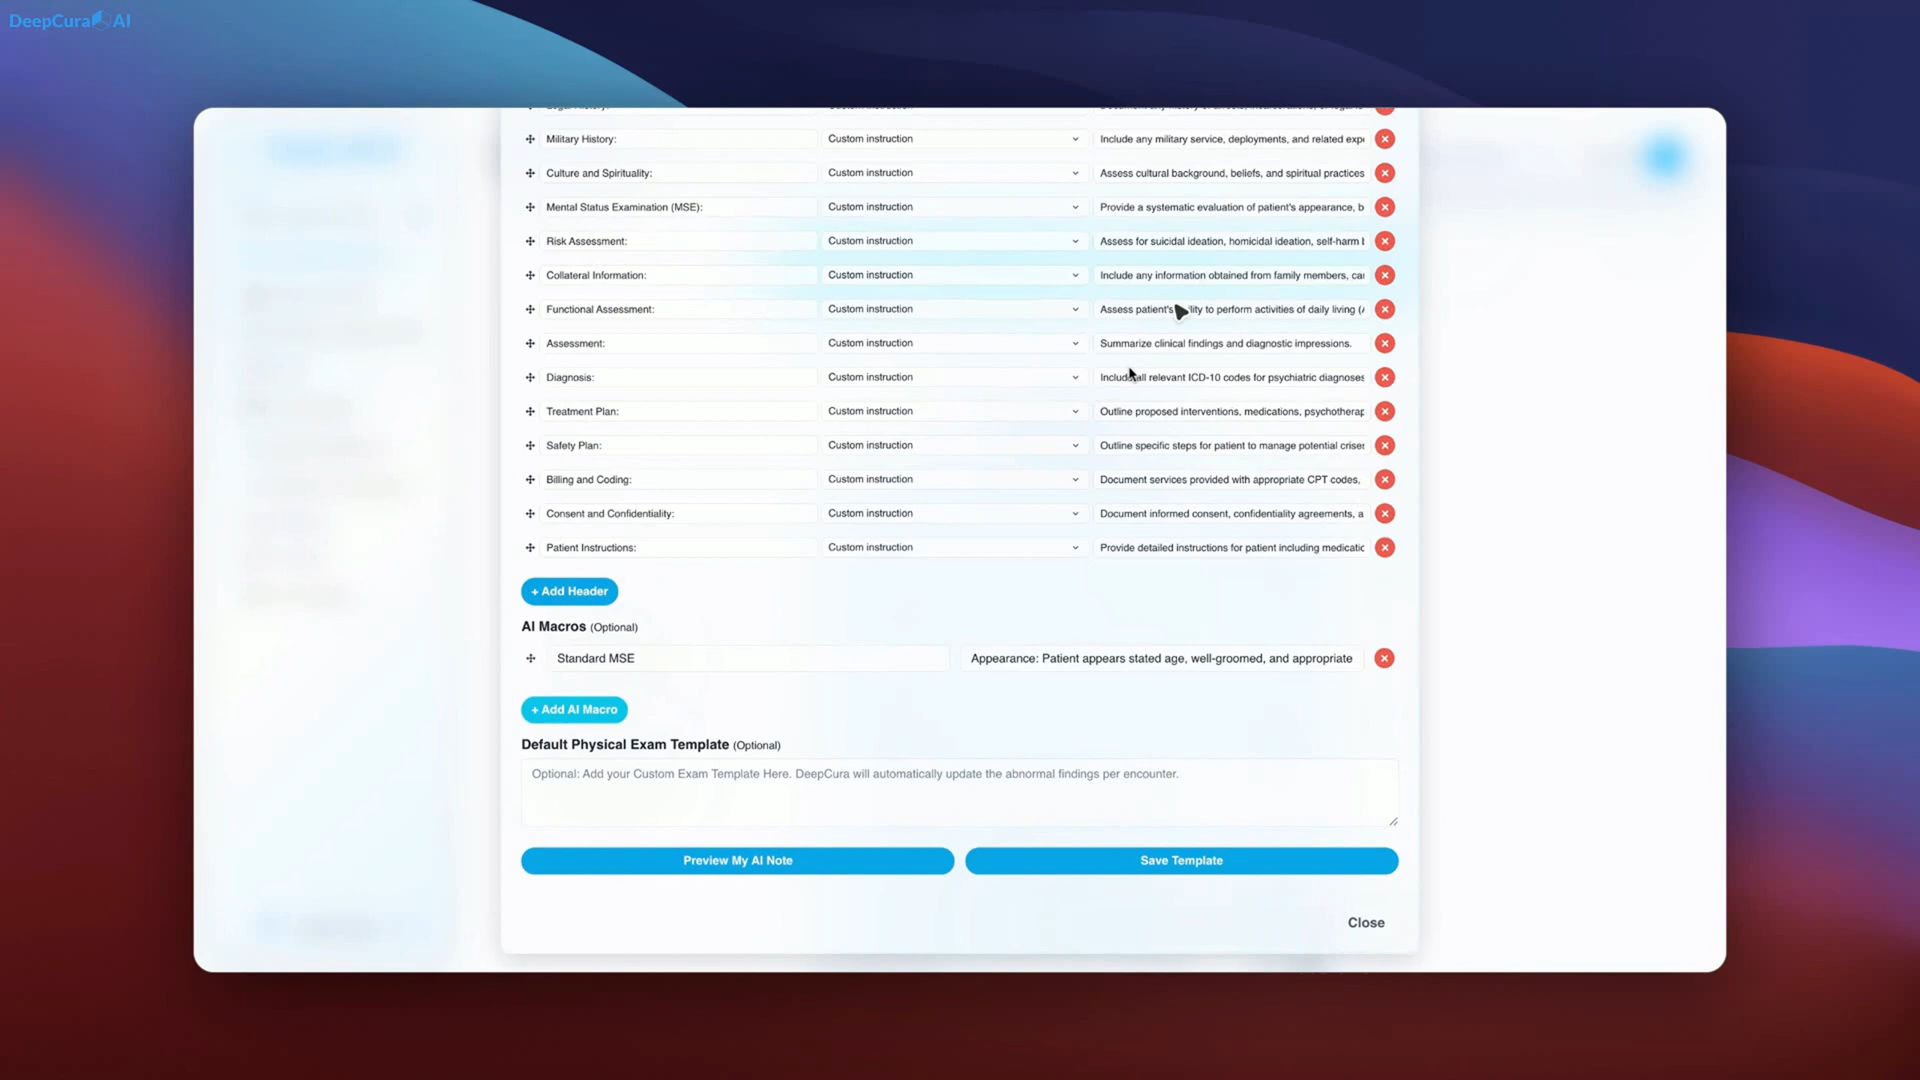 DeepCura AI
Military History: Custom instruction Include any military service, deployments, and related expe
Culture and Spirituality: Custom instruction Assess cultural background, beliefs, and spiritual practices
Mental Status Examination (MSE): Custom instruction Provide a systematic evaluation of patient's appearance, b
Risk Assessment: Custom instruction Assess for suicidal ideation, homicidal ideation, self-harm
Collateral Information: Custom instruction Include any information obtained from family members, ca
Functional Assessment: Custom instruction Assess patient's to perform activities of daily living
Assessment: Custom instruction Summarize clinical findings and diagnostic impressions.
Diagnosis: Custom instruction all relevant ICD-10 codes for psychiatric diagnoses
Treatment Plan: Custom instruction Outline proposed interventions, medications, psychotherap
Safety Plan: Custom instruction Outline specific steps for patient to manage potential crise
Billing and Coding: Custom instruction Document services provided with appropriate CPT codes,
Consent and Confidentiality: Custom instruction Document informed consent, confidentiality agreements, a
Patient Instructions: Custom instruction Provide detailed instructions for patient including medicatic
+ Add Header
AI Macros (Optional)
Standard MSE Appearance: Patient appears stated age, well-groomed, and appropriate
+ Add AI Macro
Default Physical Exam Template (Optional)
Optional: Add your Custom Exam Template Here. DeepCura will automatically update the abnormal findings per encounter.
Preview My AI Note Save Template
Close